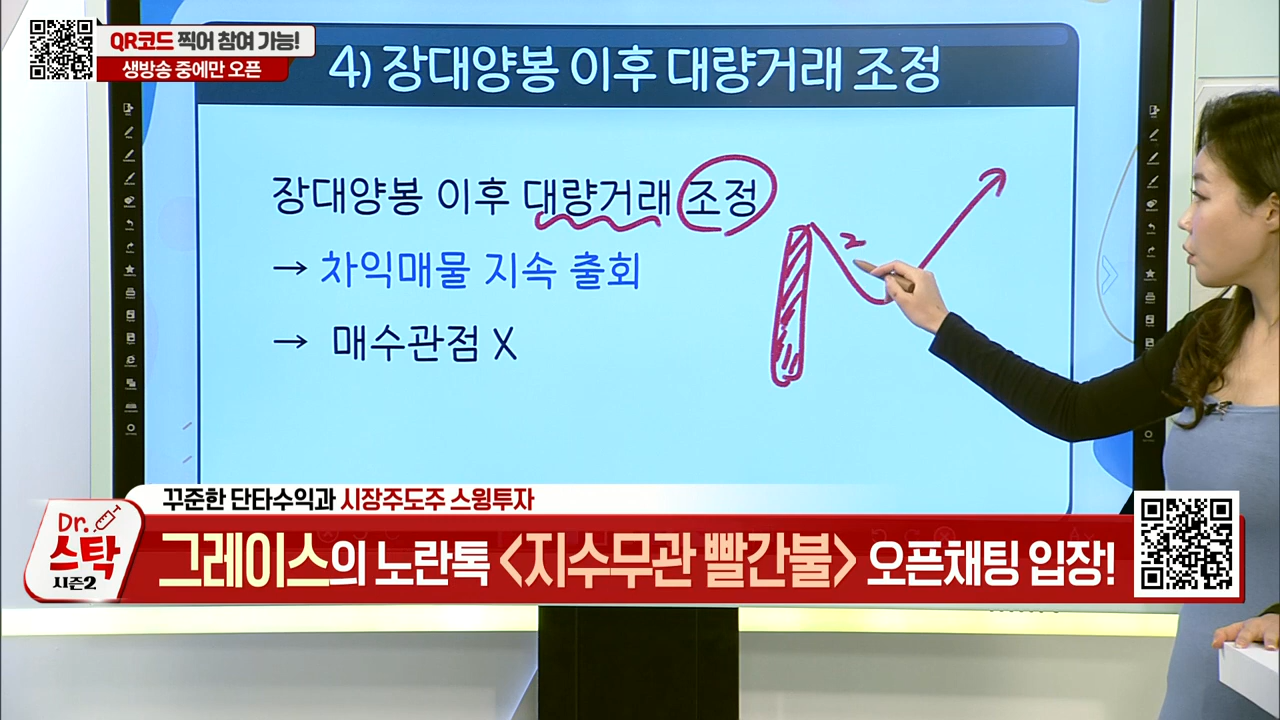 QR코드 찍어 참여 가능!
생방송 중에만 오픈
4) 장대양봉 이후 대량거래 조정
장대양봉 이후 대량거래 조정
→ 차익매물 지속 출회
→ 매수관점 X
2
꾸준한 단타수익과 시장주도주 스윙투자
Dr.
스탁
시즌2
그레이스의 노란톡 <지수무관 빨간불> 오픈채팅 입장!